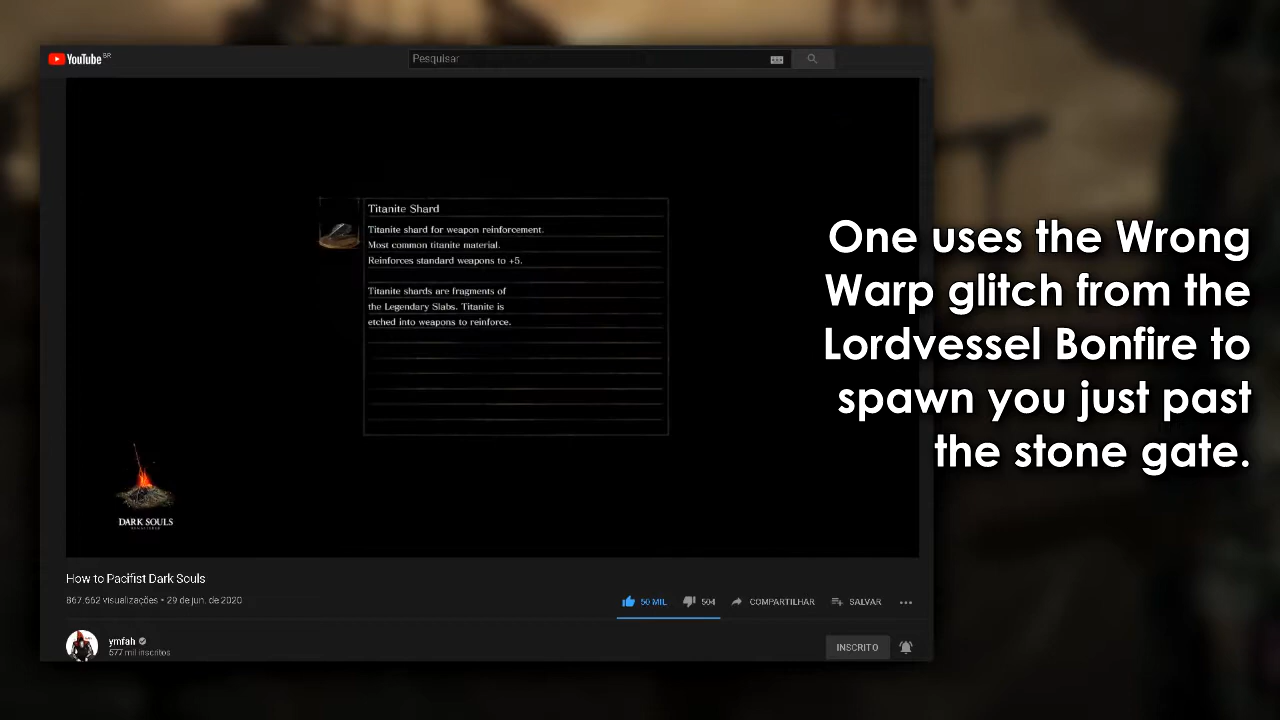 YouTube BR
Pesquisar
Titanite Shard
Titanite shard for weapon reinforcement.
Most common titanite material.
Reinforces standard weapons to +5.
Titanite shards are fragments of
the Legendary Slabs. Titanite is
etched into weapons to reinforce.
One uses the Wrong
Warp glitch from the
Lordvessel Bonfire to
spawn you just past
the stone gate.
DARK SOULS
REMASTERED
How to Pacifist Dark Souls
867.662 visualizações • 29 de jun. de 2020
50 MIL
504
COMPARTILHAR
SALVAR
ymfah
577 mil inscritos
INSCRITO